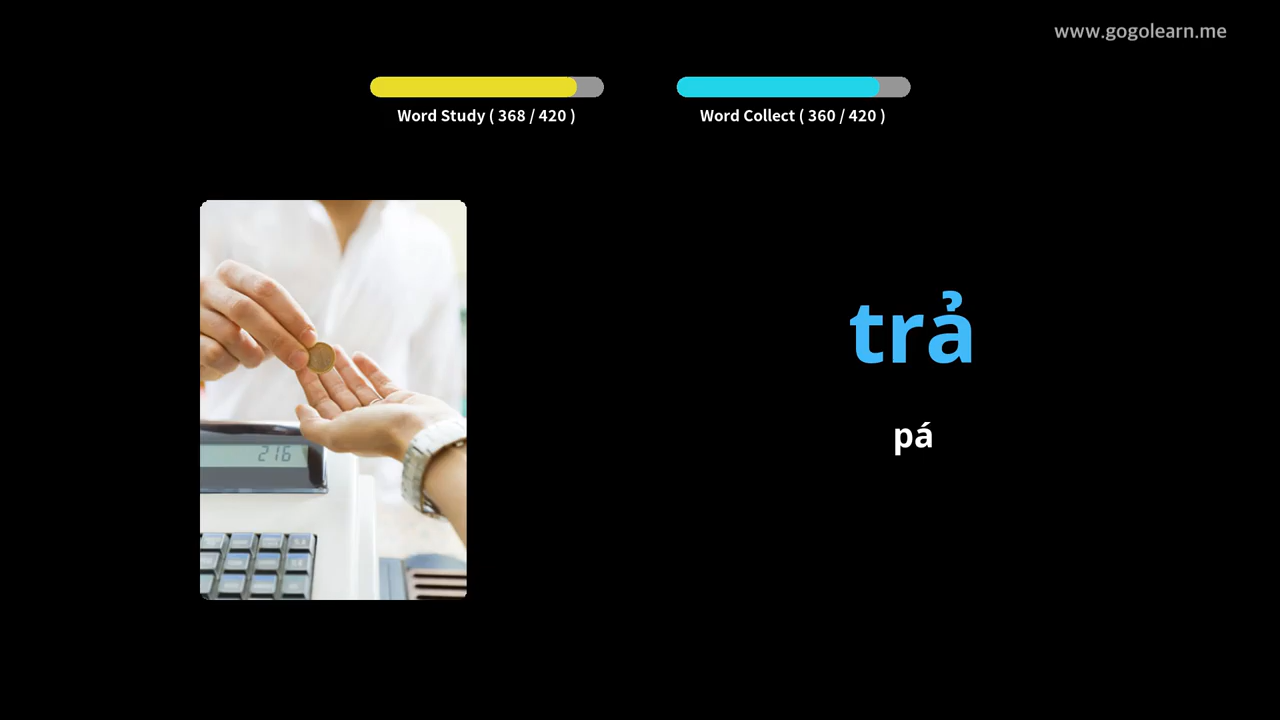 www.gogolearn.me
Word Study ( 368 / 420 )
Word Collect ( 360 / 420 )
216
trả
pá